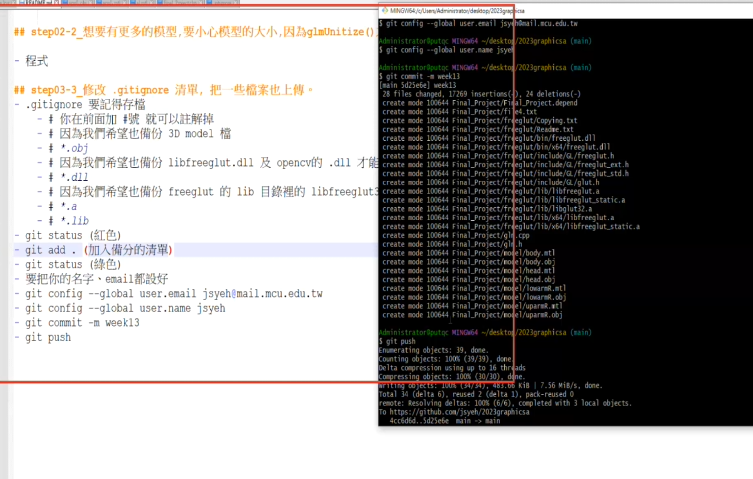 ## step02-2_想要有更多的模型,要小心模型的大小,因為glmUnitize()
- 程式
## step03-3_修改 .gitignore 清單, 把一些檔案也上傳。
- .gitignore 要記得存檔
- # 你在前面加 #號 就可以註解掉
- # 因為我們希望也備份 3D model 檔
- # *.obj
- # 因為我們希望也備份 libfreeglut.dll 及 opencv的 .dll 才能
- # *.dll
- # 因為我們希望也備份 freeglut 的 lib 目錄裡的 libfreeglut3
- # *.a
- # *.lib
- git status (紅色)
- git add . (加入備分的清單)
- git status (綠色)
- 要把你的名字、email都設好
- git config --global user.email jsyeh@mail.mcu.edu.tw
- git config --global user.name jsyeh
- git commit -m week13
- git push
MINGW64:/c/Users/Administrator/desktop/2023graphicsa
$ git config --global user.email jsyeh@mail.mcu.edu.tw
Administrator@putqc MINGW64 ~/desktop/2023graphicsa (main)
$ git config --global user.name jsyeh
Administrator@putqc MINGW64 ~/desktop/2023graphicsa (main)
$ git commit -m week13
[main 5d25e6e] week13
28 files changed, 17269 insertions(+), 24 deletions(-)
create mode 100644 Final_Project/Final_Project.depend
create mode 100644 Final_Project/file4.txt
create mode 100644 Final_Project/freeglut/Copying.txt
create mode 100644 Final_Project/freeglut/Readme.txt
create mode 100644 Final_Project/freeglut/bin/freeglut.dll
create mode 100644 Final_Project/freeglut/bin/x64/freeglut.dll
create mode 100644 Final_Project/freeglut/include/GL/freeglut.h
create mode 100644 Final_Project/freeglut/include/GL/freeglut_ext.h
create mode 100644 Final_Project/freeglut/include/GL/freeglut_std.h
create mode 100644 Final_Project/freeglut/include/GL/glut.h
create mode 100644 Final_Project/freeglut/lib/libfreeglut.a
create mode 100644 Final_Project/freeglut/lib/libfreeglut_static.a
create mode 100644 Final_Project/freeglut/lib/libglut32.a
create mode 100644 Final_Project/freeglut/lib/x64/libfreeglut.a
create mode 100644 Final_Project/freeglut/lib/x64/libfreeglut_static.a
create mode 100644 Final_Project/glm.cpp
create mode 100644 Final_Project/glm.h
create mode 100644 Final_Project/model/body.mtl
create mode 100644 Final_Project/model/body.obj
create mode 100644 Final_Project/model/head.mtl
create mode 100644 Final_Project/model/head.obj
create mode 100644 Final_Project/model/lowarmR.mtl
create mode 100644 Final_Project/model/lowarmR.obj
create mode 100644 Final_Project/model/uparmR.mtl
create mode 100644 Final_Project/model/uparmR.obj
Administrator@putqc MINGW64 ~/desktop/2023graphicsa (main)
$ git push
Enumerating objects: 39, done.
Counting objects: 100% (39/39), done.
Delta compression using up to 16 threads
Compressing objects: 100% (30/30), done.
Writing objects: 100% (34/34), 483.66 KiB | 7.56 MiB/s, done.
Total 34 (delta 6), reused 2 (delta 1), pack-reused 0
remote: Resolving deltas: 100% (6/6), completed with 3 local objects.
To https://github.com/jsyeh/2023graphicsa
4cc6d6d..5d25e6e main -> main